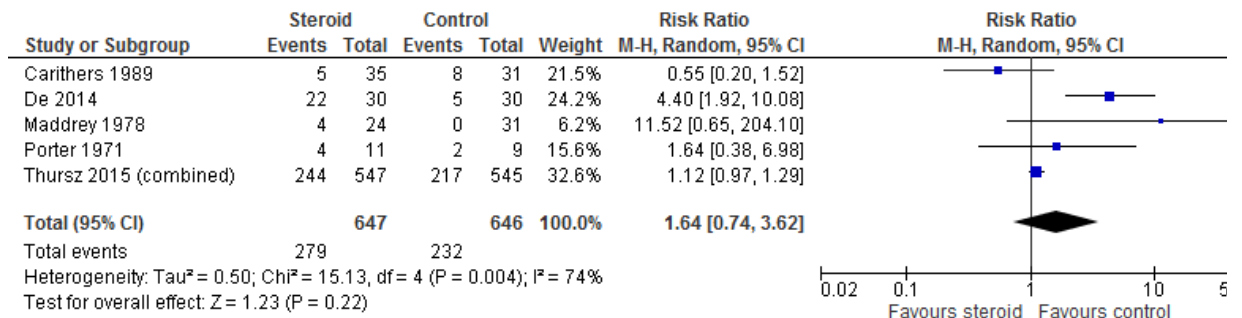 Steroid Control Risk Ratio Risk Ratio
Study or Subgroup Events Total Events Total Weight M-H, Random, 95% CI M-H, Random, 95% CI
Carithers 1989 5 35 8 31 21.5% 0.55 [0.20, 1.52]
De 2014 22 30 5 30 24.2% 4.40 [1.92, 10.08]
Maddrey 1978 4 24 0 31 6.2% 11.52 [0.65, 204.10]
Porter 1971 4 11 2 9 15.6% 1.64 [0.38, 6.98]
Thursz 2015 (combined) 244 547 217 545 32.6% 1.12 [0.97, 1.29]
Total (95% CI) 647 646 100.0% 1.64 [0.74, 3.62]
Total events 279 232
Heterogeneity: Tau² = 0.50; Chi² = 15.13, df = 4 (P = 0.004); I² = 74%
Test for overall effect: Z = 1.23 (P = 0.22)
0.02 0.1 1 10 5
Favours steroid Favours control